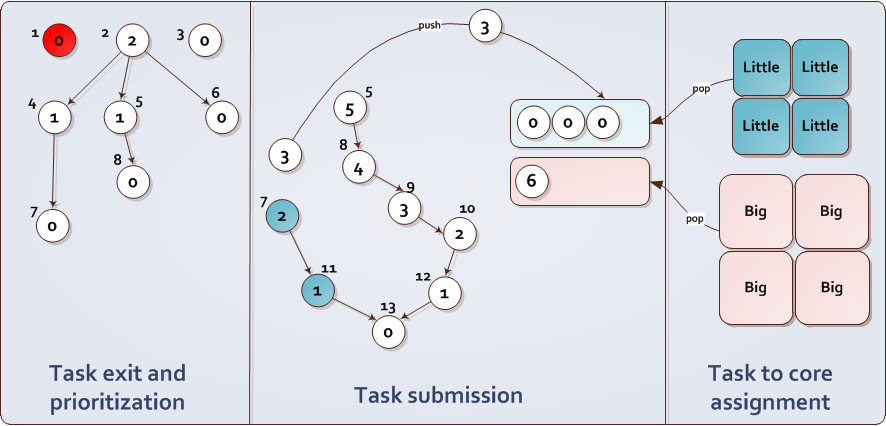 1 0 2 2 3 0
4 1 1 5 6 0
8 0
7 0
Task exit and
prioritization
push 3
5 5
3 8 4
9 3
7 2 10 2
11 1 12 1
13 0
Task submission
0 0 0
6
pop
pop
Little Little
Little Little
Big Big
Big Big
Task to core
assignment